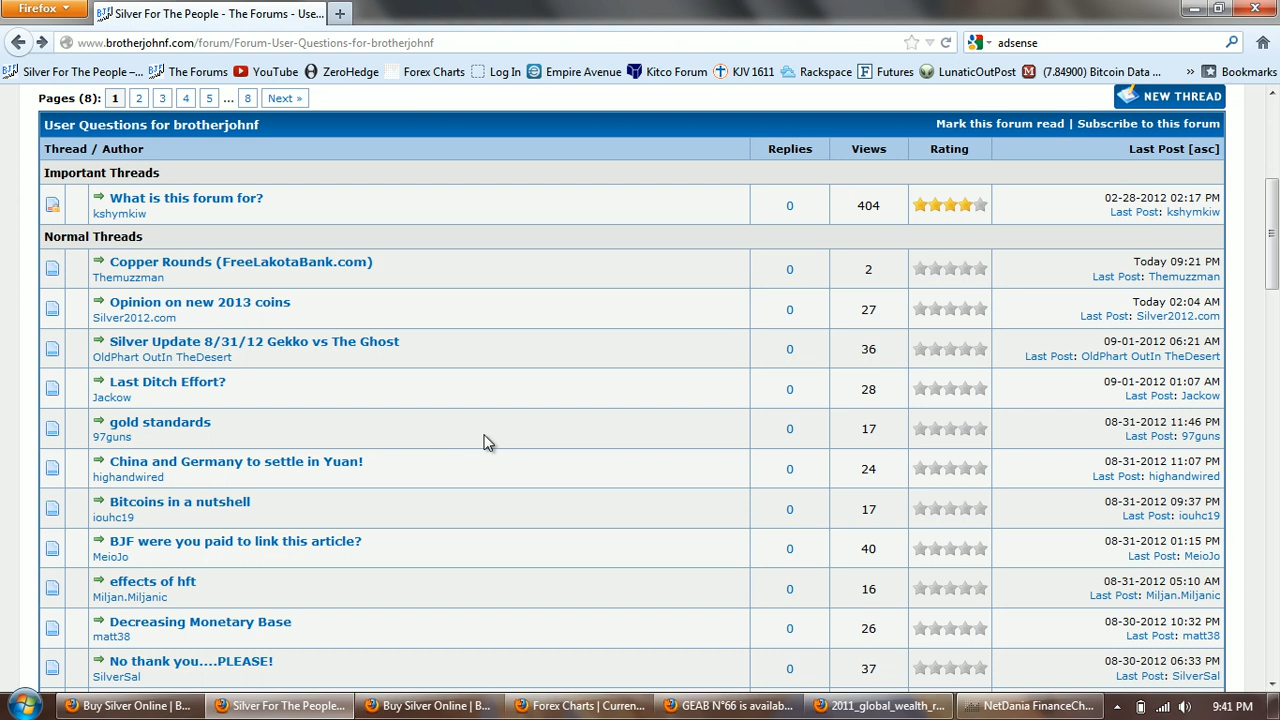 Firefox
Silver For The People - The Forums - Use...
www.brotherjohnf.com/forum/Forum-User-Questions-for-brotherjohnf
adsense
Silver For The People –... The Forums YouTube ZeroHedge Forex Charts Log In Empire Avenue Kitco Forum KJV 1611 Rackspace Futures LunaticOutPost (7.84900) Bitcoin Data ... » Bookmarks
Pages (8): 1 2 3 4 5 ... 8 Next »
NEW THREAD
User Questions for brotherjohnf Mark this forum read | Subscribe to this forum
Thread / Author Replies Views Rating Last Post [asc]
Important Threads
What is this forum for? 0 404 02-28-2012 02:17 PM
kshymkiw Last Post: kshymkiw
Normal Threads
Copper Rounds (FreeLakotaBank.com) 0 2 Today 09:21 PM
Themuzzman Last Post: Themuzzman
Opinion on new 2013 coins 0 27 Today 02:04 AM
Silver2012.com Last Post: Silver2012.com
Silver Update 8/31/12 Gekko vs The Ghost 0 36 09-01-2012 06:21 AM
OldPhart OutIn TheDesert Last Post: OldPhart OutIn TheDesert
Last Ditch Effort? 0 28 09-01-2012 01:07 AM
Jackow Last Post: Jackow
gold standards 0 17 08-31-2012 11:46 PM
97guns Last Post: 97guns
China and Germany to settle in Yuan! 0 24 08-31-2012 11:07 PM
highandwired Last Post: highandwired
Bitcoins in a nutshell 0 17 08-31-2012 09:37 PM
iouhc19 Last Post: iouhc19
BJF were you paid to link this article? 0 40 08-31-2012 01:15 PM
MeioJo Last Post: MeioJo
effects of hft 0 16 08-31-2012 05:10 AM
Miljan.Miljanic Last Post: Miljan.Miljanic
Decreasing Monetary Base 0 26 08-30-2012 10:32 PM
matt38 Last Post: matt38
No thank you....PLEASE! 0 37 08-30-2012 06:33 PM
SilverSal Last Post: SilverSal
Buy Silver Online | B... Silver For The People... Buy Silver Online | B... Forex Charts | Curren... GEAB N°66 is availab... 2011_global_wealth_r... NetDania FinanceCh... 9:41 PM